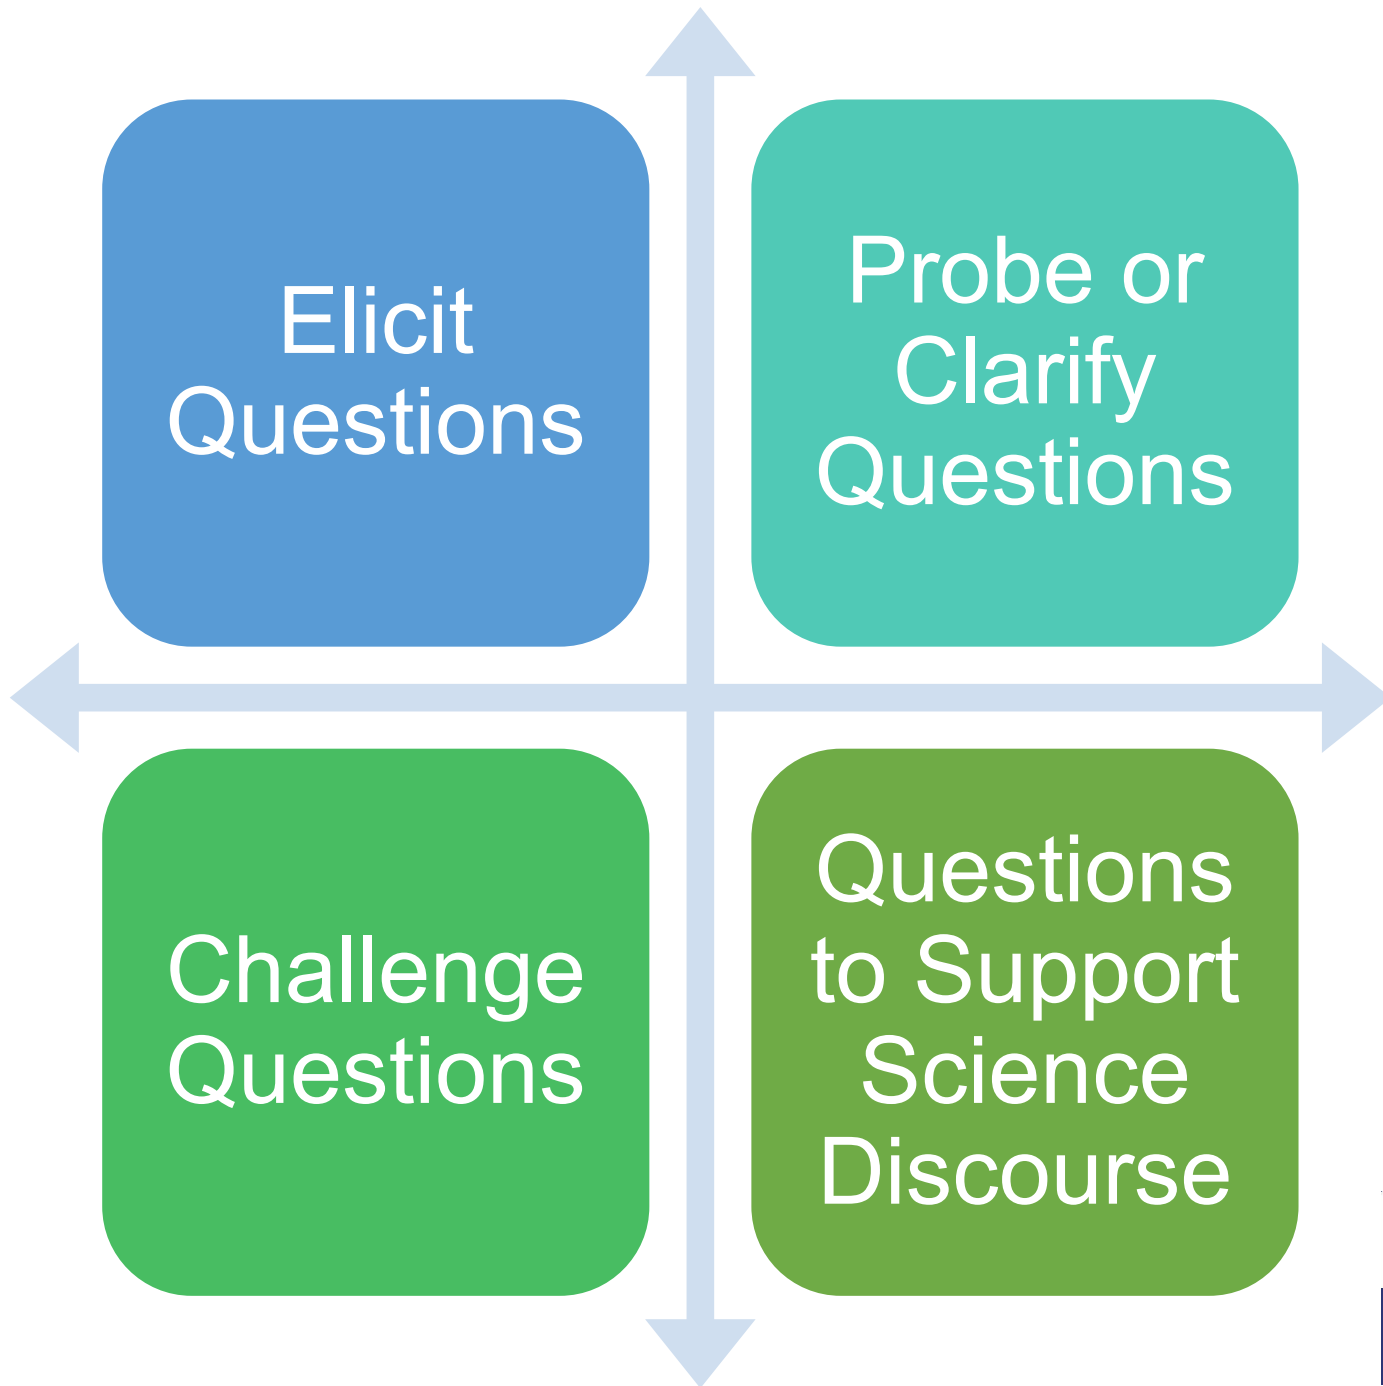 Elicit
Questions
Probe or
Clarify
Questions
Challenge
Questions
Questions
to Support
Science
Discourse